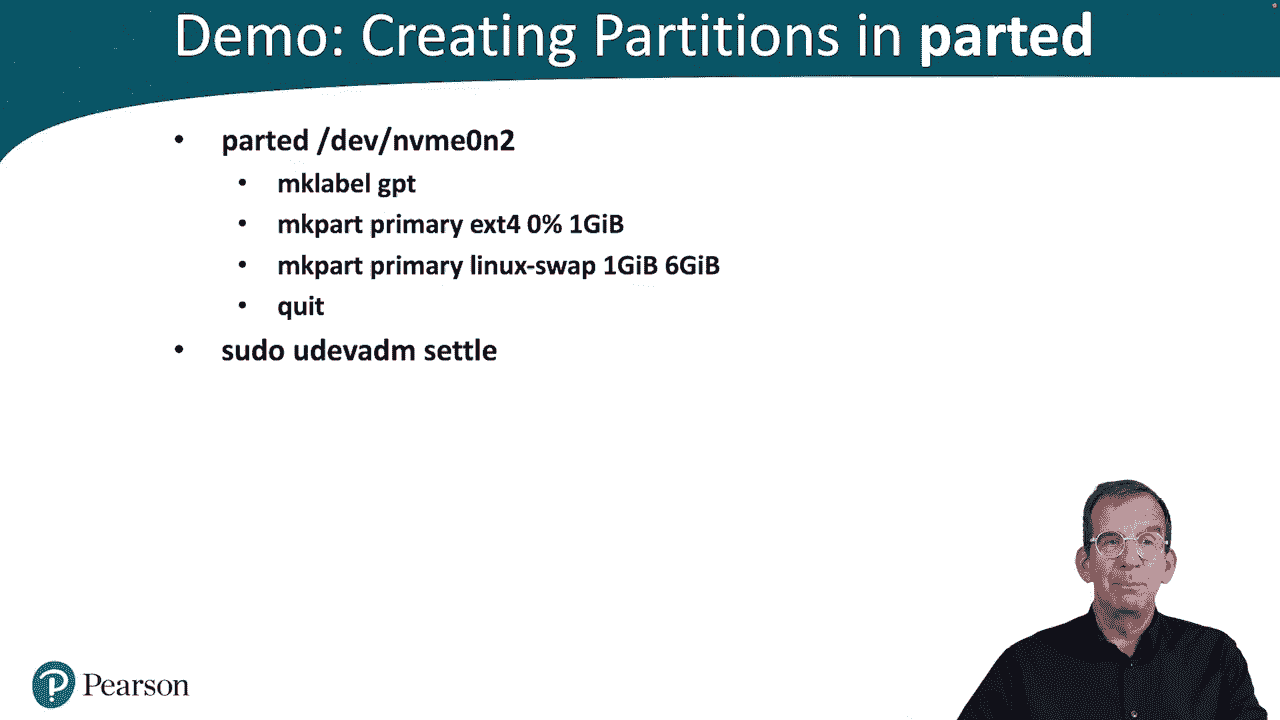 Demo: Creating Partitions in parted
• parted /dev/nvme0n2
• mklabel gpt
• mkpart primary ext4 0% 1GiB
• mkpart primary linux-swap 1GiB 6GiB
• quit
• sudo udevadm settle
Pearson